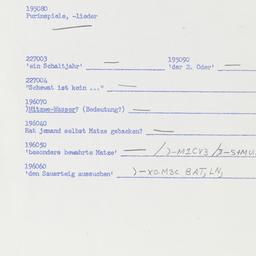 195080
Purimspiele, -lieder
227003 195090
'ein Schaltjahr' — 'der 2. Oder' —
227004
"Schewat ist kein ..." —
196070
)Mitzwe-Wasser? (Bedeutung?) —
196040
Hat jemand selbst Matze gebacken? —
196050
'besonders bewahrte Matze' —
196060
'den Sauerteig aussuchen'